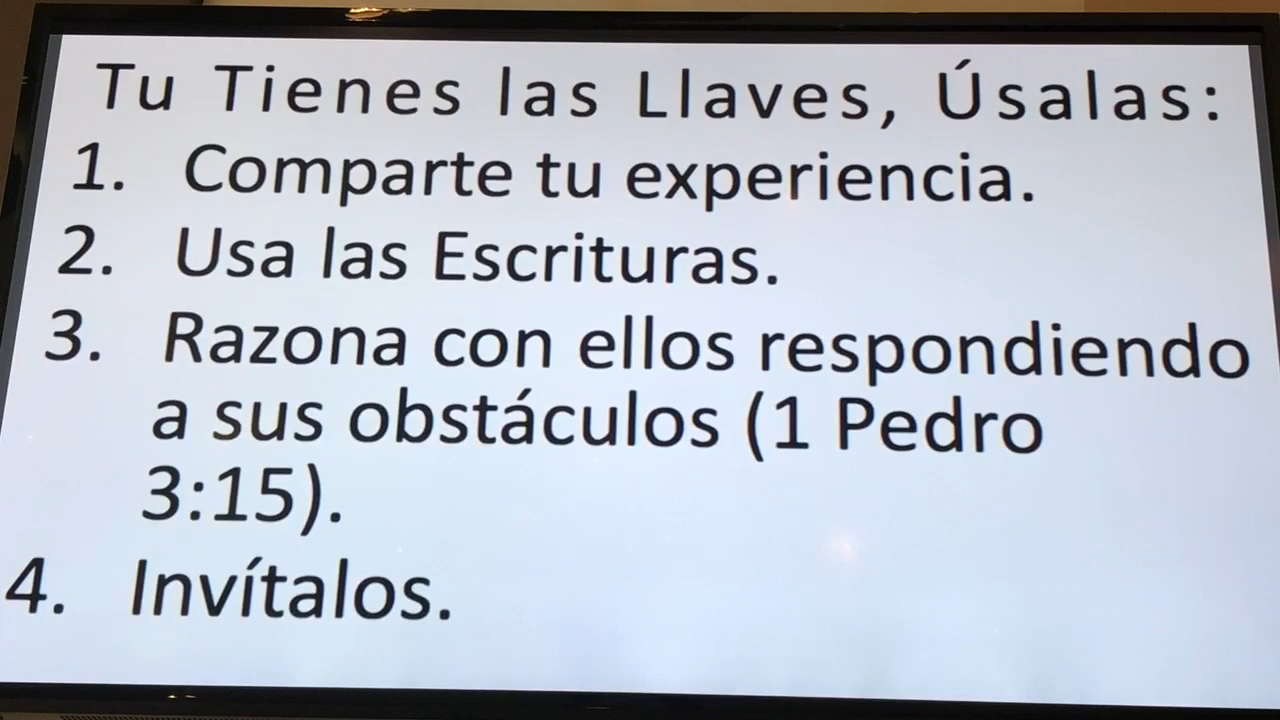 Tu Tienes las Llaves, Úsalas:
1. Comparte tu experiencia.
2. Usa las Escrituras.
3. Razona con ellos respondiendo
a sus obstáculos (1 Pedro
3:15).
4. Invítalos.